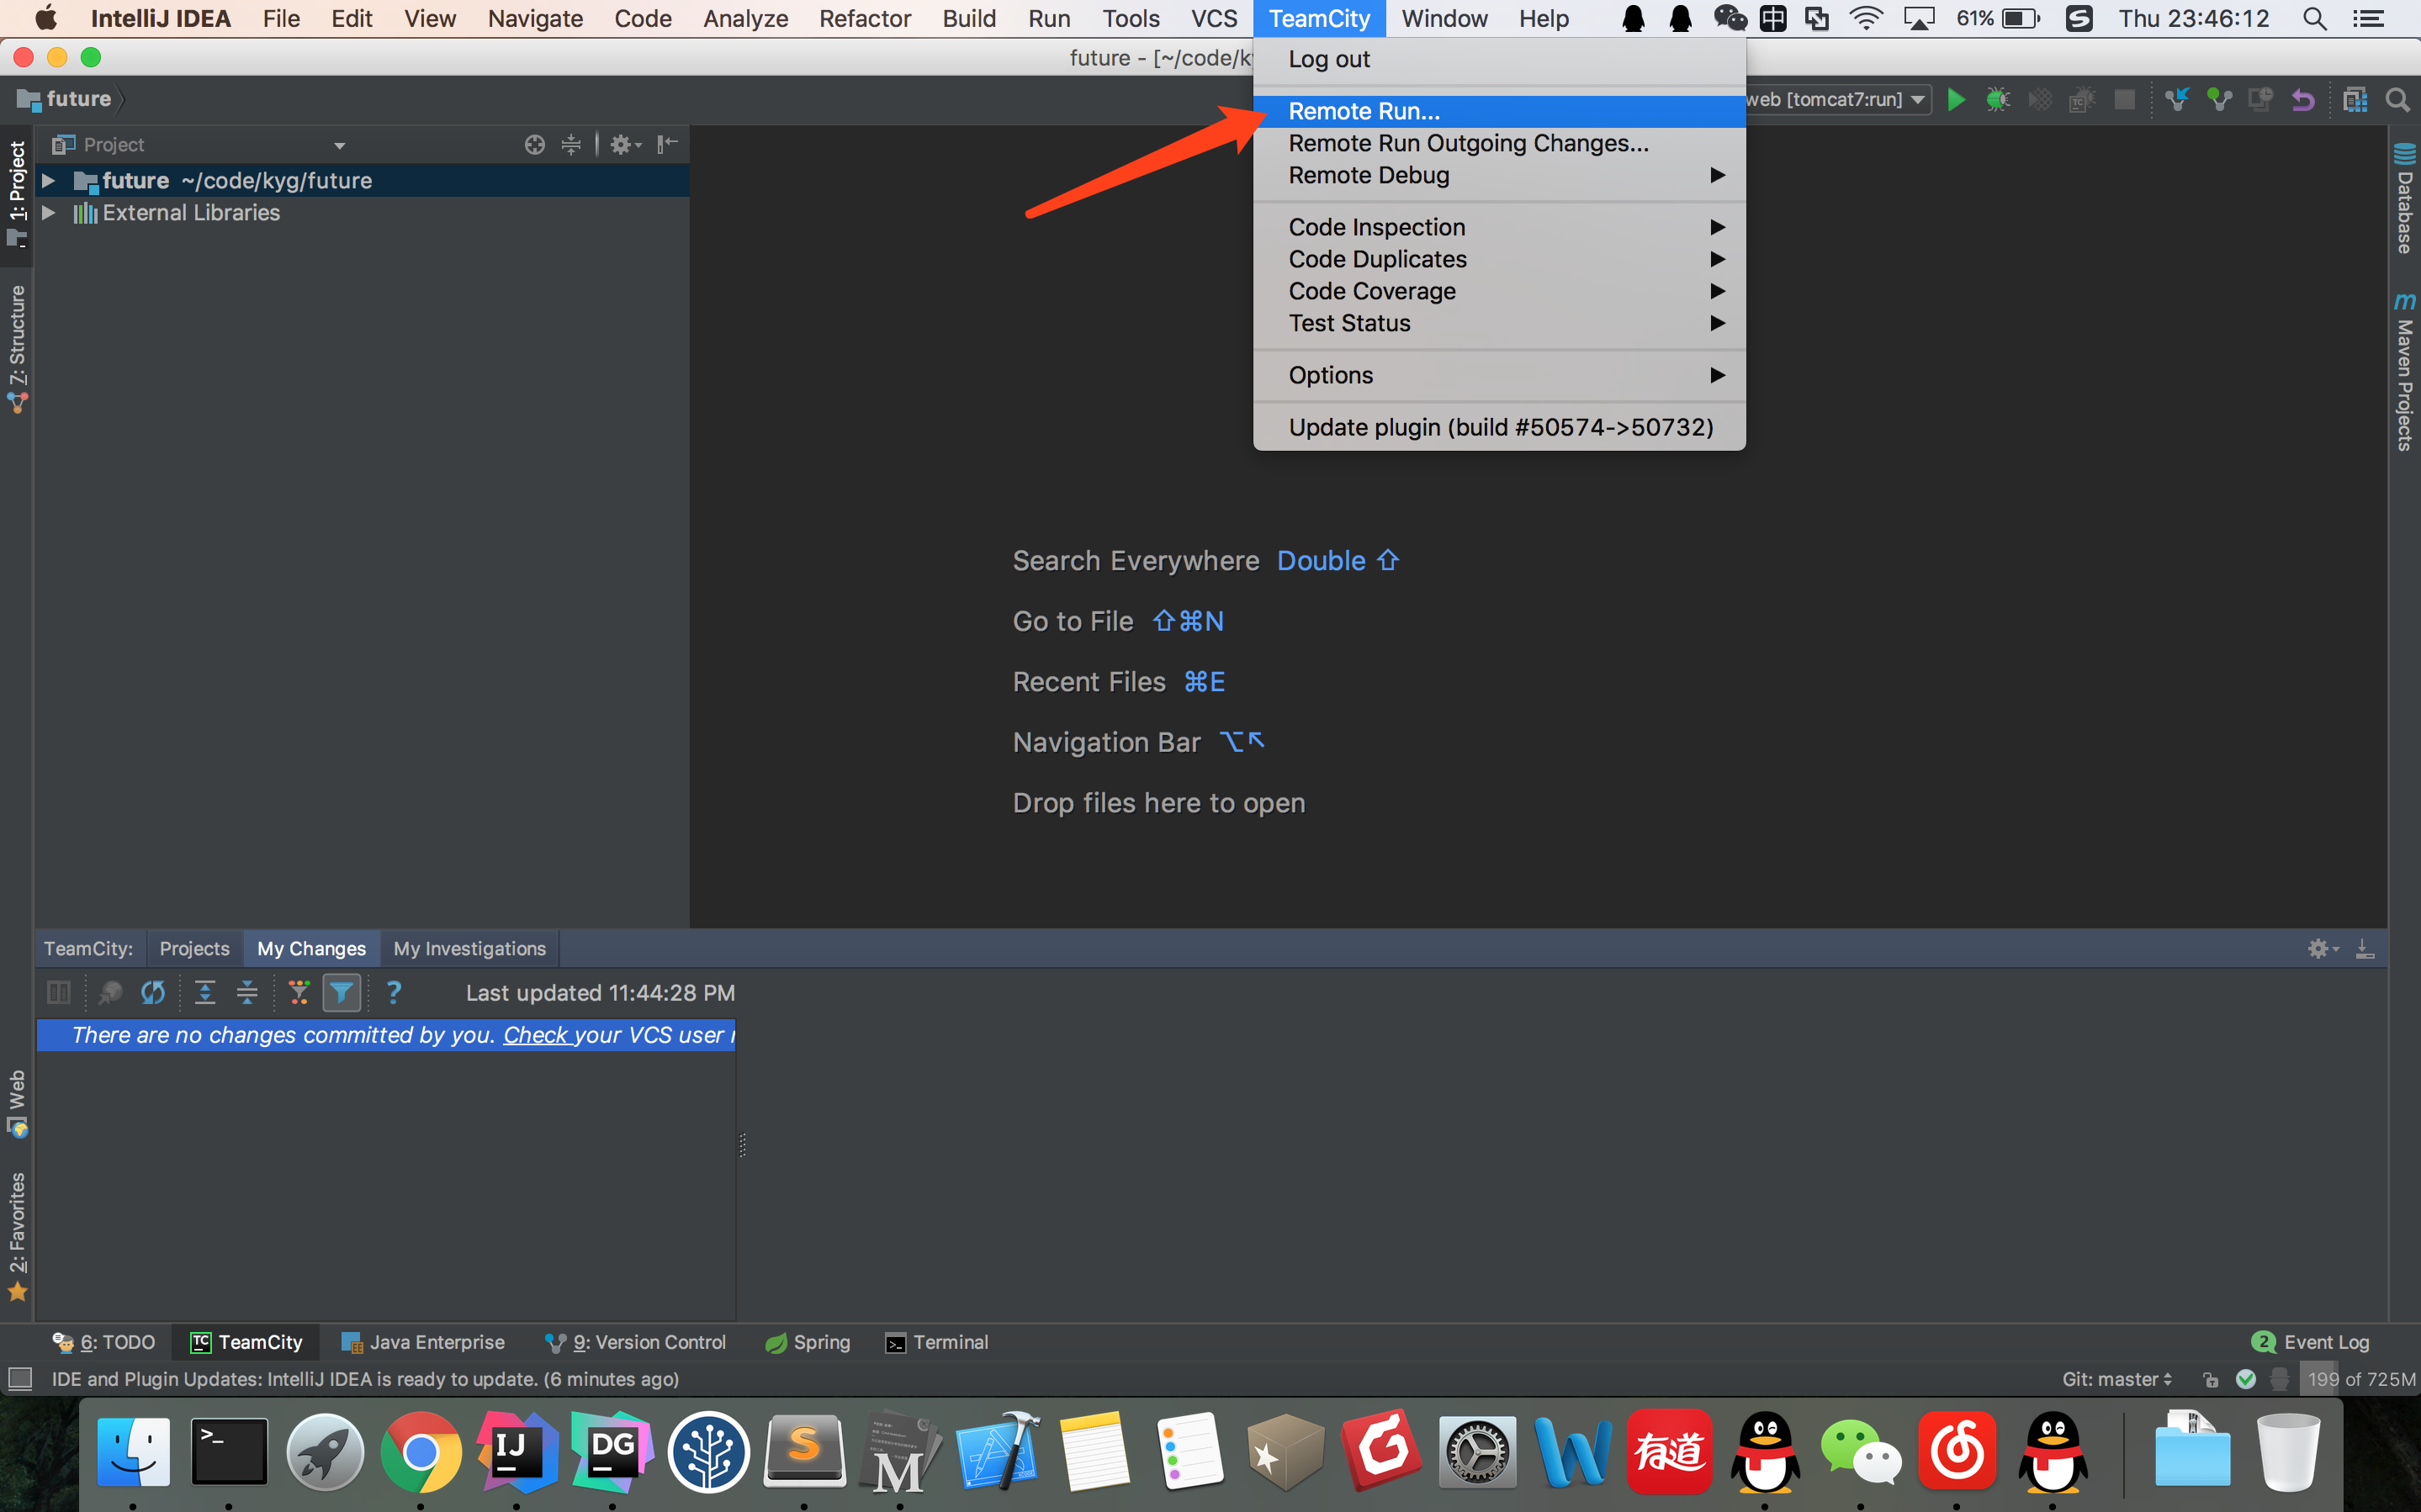 IntelliJ IDEA File Edit View Navigate Code Analyze Refactor Build Run Tools VCS TeamCity Window Help 中 61% S Thu 23:46:12
future - [~/code/k
Log out
future
Remote Run...
web [tomcat7:run]
Remote Run Outgoing Changes...
Remote Debug
Code Inspection
Code Duplicates
Code Coverage
Test Status
Options
Update plugin (build #50574->50732)
Project
future ~/code/kyg/future
External Libraries
1: Project
7: Structure
Web
2: Favorites
Database
m Maven Projects
Search Everywhere Double ⇧
Go to File ⇧⌘N
Recent Files ⌘E
Navigation Bar ⌥↖
Drop files here to open
TeamCity: Projects My Changes My Investigations
? Last updated 11:44:28 PM
There are no changes committed by you. Check your VCS user
6: TODO TC TeamCity Java Enterprise 9: Version Control Spring Terminal 2 Event Log
IDE and Plugin Updates: IntelliJ IDEA is ready to update. (6 minutes ago) Git: master 199 of 725M
>_ IJ DG S M G W 有道